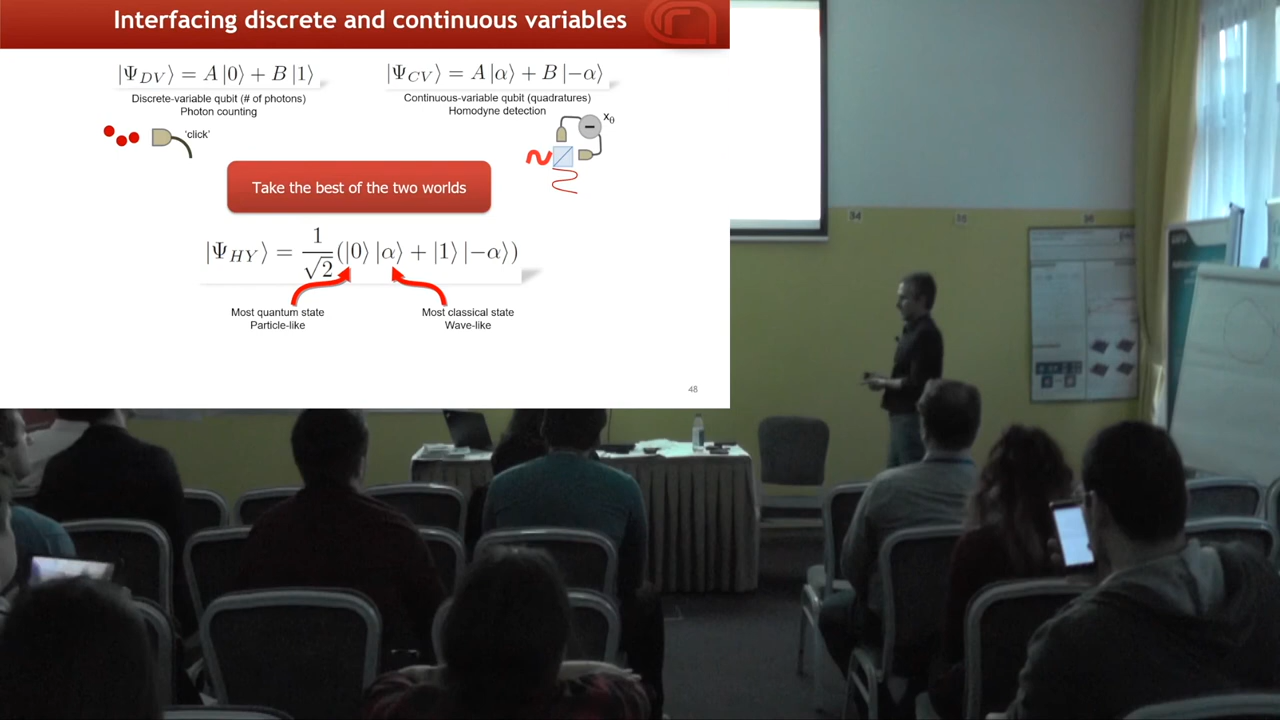 Interfacing discrete and continuous variables
|Ψ_DV⟩ = A|0⟩ + B|1⟩
Discrete-variable qubit (# of photons)
Photon counting
'click'
|Ψ_CV⟩ = A|α⟩ + B|−α⟩
Continuous-variable qubit (quadratures)
Homodyne detection
x_θ
Take the best of the two worlds
|Ψ_HY⟩ = 1/√2(|0⟩|α⟩ + |1⟩|−α⟩)
Most quantum state
Particle-like
Most classical state
Wave-like
48
34